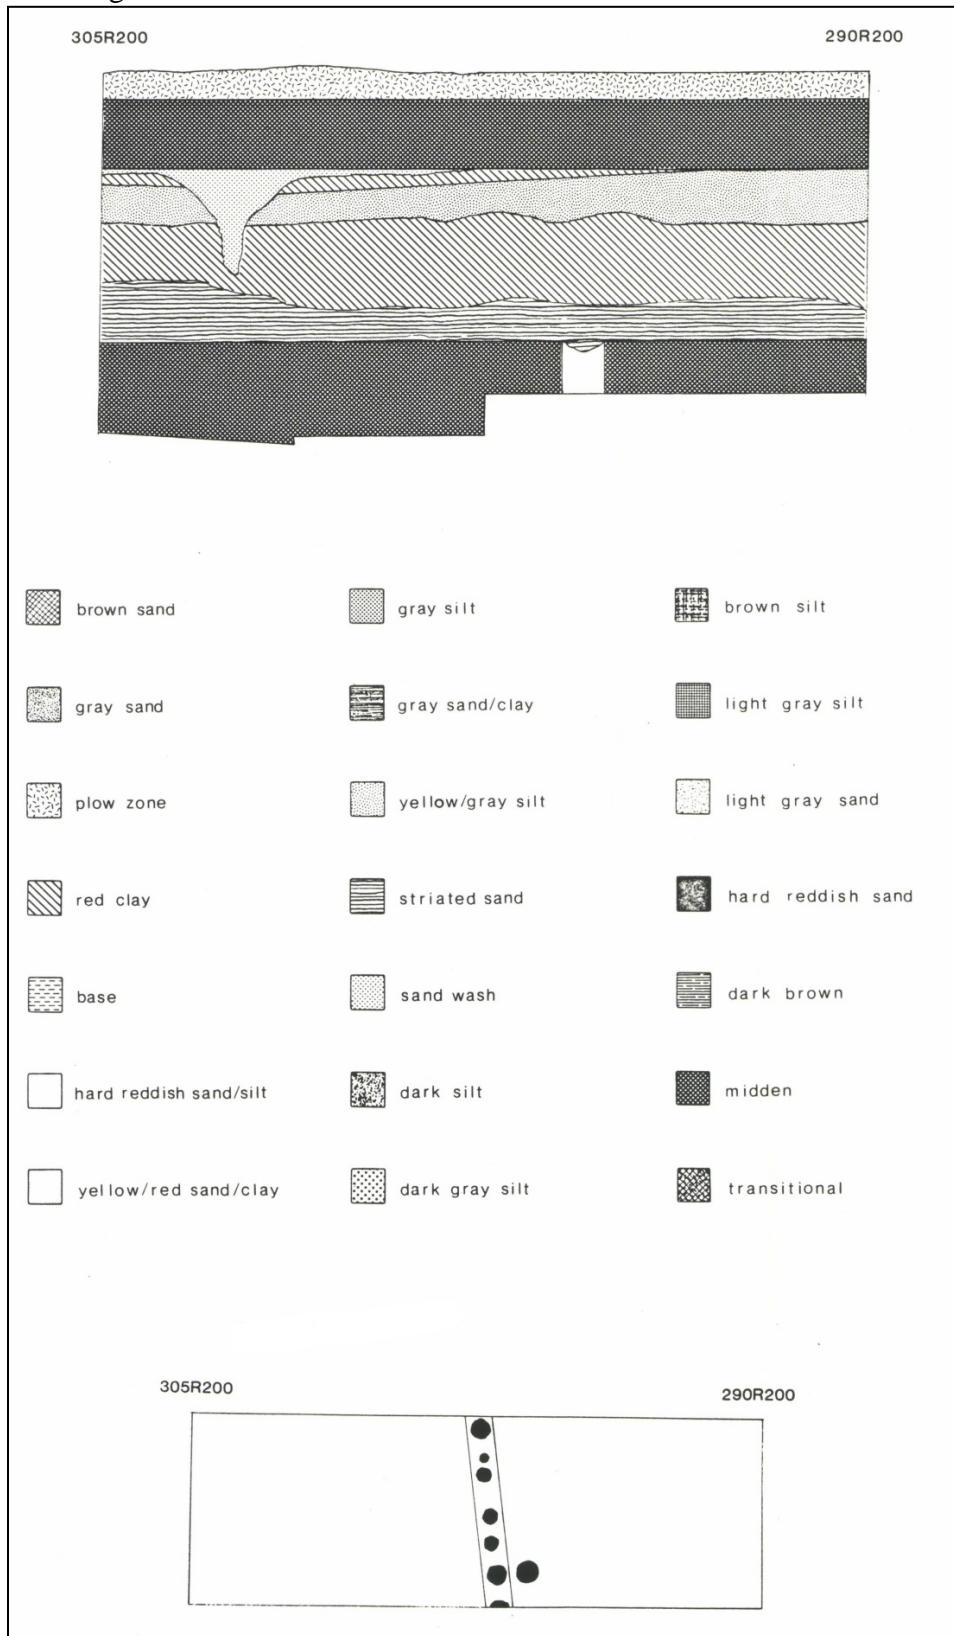 305R200 290R200
brown sand gray silt brown silt
gray sand gray sand/clay light gray silt
plow zone yellow/gray silt light gray sand
red clay striated sand hard reddish sand
base sand wash dark brown
hard reddish sand/silt dark silt midden
yellow/red sand/clay dark gray silt transitional
305R200 290R200